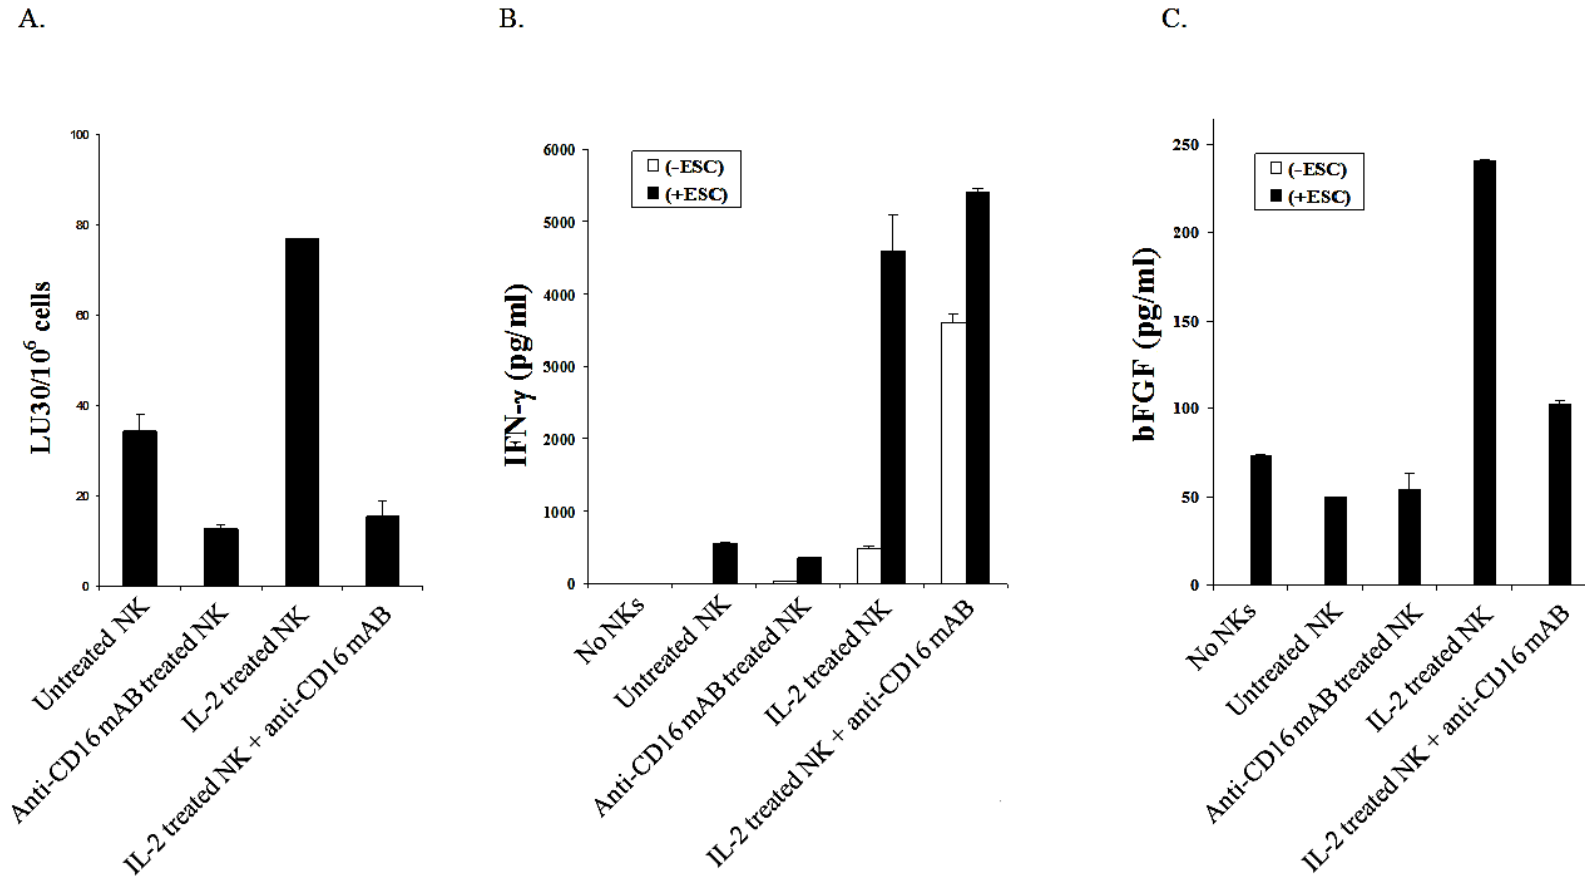 A.
B.
C.
LU30/10⁶ cells
100
80
60
40
20
0
Untreated NK
Anti-CD16 mAB treated NK
IL-2 treated NK
IL-2 treated NK + anti-CD16 mAB
IFN-γ (pg/ml)
6000
5000
4000
3000
2000
1000
0
(-ESC)
(+ESC)
No NKs
Untreated NK
Anti-CD16 mAB treated NK
IL-2 treated NK
IL-2 treated NK + anti-CD16 mAB
bFGF (pg/ml)
250
200
150
100
50
0
(-ESC)
(+ESC)
No NKs
Untreated NK
Anti-CD16 mAB treated NK
IL-2 treated NK
IL-2 treated NK + anti-CD16 mAB